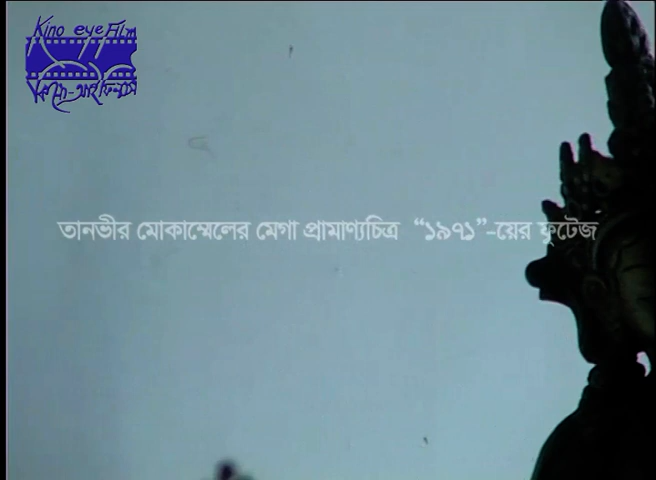 Kino eye Film
কিনো-আই ফিল্মস
তানভীর মোকাম্মেলের মেগা প্রামাণ্যচিত্র “১৯৭১”-য়ের ফুটেজ